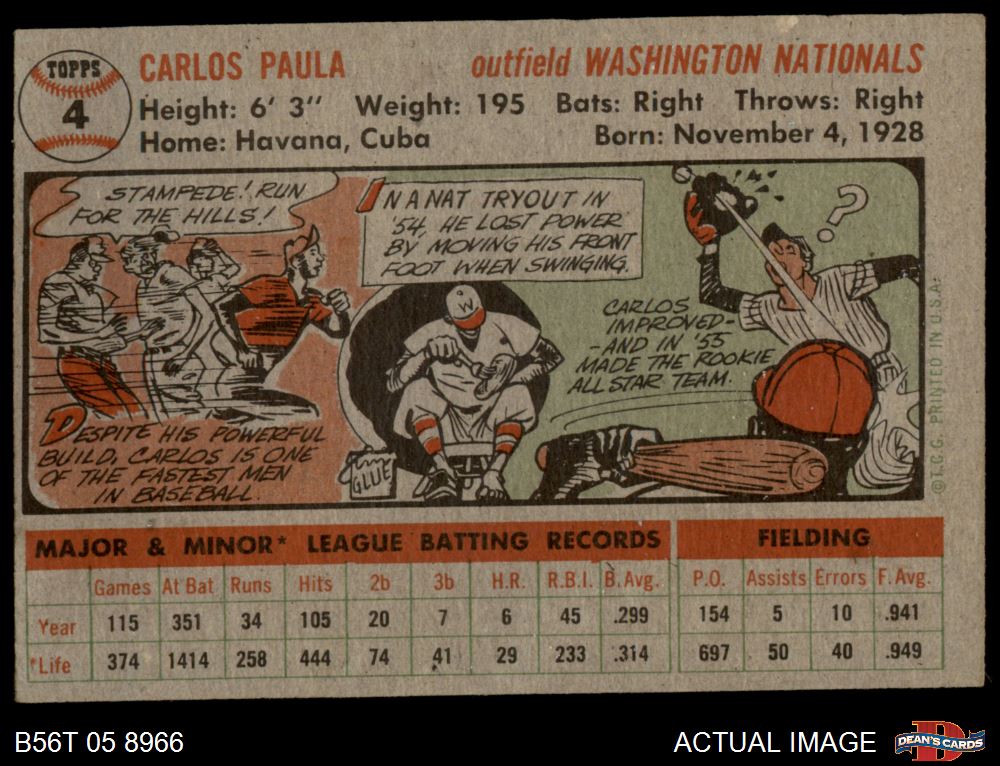 TOPPS
4
CARLOS PAULA outfield WASHINGTON NATIONALS
Height: 6' 3" Weight: 195 Bats: Right Throws: Right
Home: Havana, Cuba Born: November 4, 1928
STAMPEDE! RUN
FOR THE HILLS!
DESPITE HIS POWERFUL
BUILD, CARLOS IS ONE
OF THE FASTEST MEN
IN BASEBALL.
IN A NAT TRYOUT IN
'54, HE LOST POWER
BY MOVING HIS FRONT
FOOT WHEN SWINGING.
W
GLUE
?
CARLOS
IMPROVED-
-AND IN '55
MADE THE ROOKIE
ALL STAR TEAM.
© T.C.G. PRINTED IN U.S.A.
MAJOR & MINOR* LEAGUE BATTING RECORDS FIELDING
Games At Bat Runs Hits 2b 3b H.R. R.B.I. B. Avg. P.O. Assists Errors F. Avg.
Year 115 351 34 105 20 7 6 45 .299 154 5 10 .941
*Life 374 1414 258 444 74 41 29 233 .314 697 50 40 .949
B56T 05 8966 ACTUAL IMAGE DEAN'S CARDS